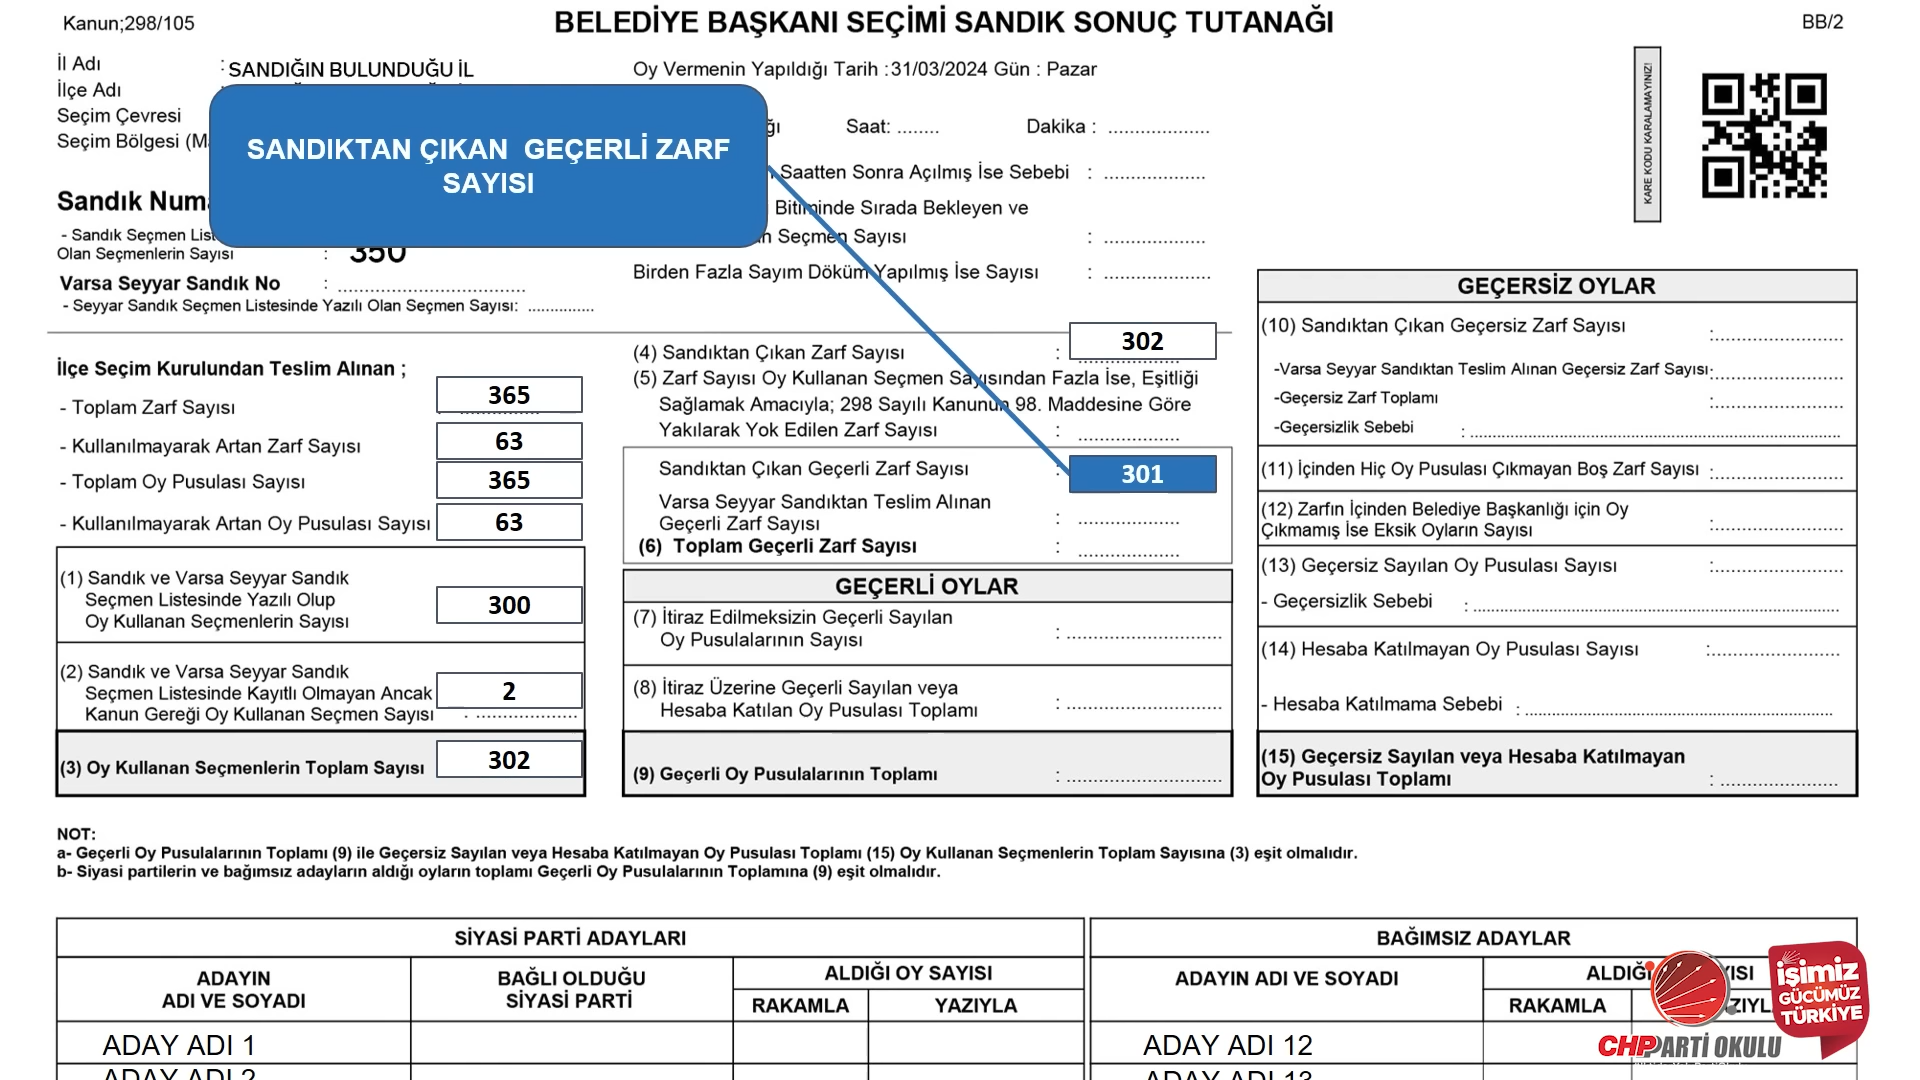 Kanun;298/105
BELEDİYE BAŞKANI SEÇİMİ SANDIK SONUÇ TUTANAĞI
BB/2
İl Adı : SANDIĞIN BULUNDUĞU İL
İlçe Adı
Seçim Çevresi
Seçim Bölgesi
SANDIKTAN ÇIKAN GEÇERLİ ZARF
SAYISI
Sandık
- Sandık Seçmen
Olan Seçmenlerin Sayısı : 350
Varsa Seyyar Sandık No : ................................
- Seyyar Sandık Seçmen Listesinde Yazılı Olan Seçmen Sayısı: ...............
Oy Vermenin Yapıldığı Tarih :31/03/2024 Gün : Pazar
Saat: ........ Dakika : ...................
Saatten Sonra Açılmış İse Sebebi : ...................
Bitiminde Sırada Bekleyen ve
Seçmen Sayısı : ...................
Birden Fazla Sayım Döküm Yapılmış İse Sayısı : ....................
KARE KODU KARALAMAYINIZ!
İlçe Seçim Kurulundan Teslim Alınan ;
- Toplam Zarf Sayısı 365
- Kullanılmayarak Artan Zarf Sayısı 63
- Toplam Oy Pusulası Sayısı 365
- Kullanılmayarak Artan Oy Pusulası Sayısı 63
(1) Sandık ve Varsa Seyyar Sandık
Seçmen Listesinde Yazılı Olup
Oy Kullanan Seçmenlerin Sayısı 300
(2) Sandık ve Varsa Seyyar Sandık
Seçmen Listesinde Kayıtlı Olmayan Ancak
Kanun Gereği Oy Kullanan Seçmen Sayısı : 2
(3) Oy Kullanan Seçmenlerin Toplam Sayısı 302
(4) Sandıktan Çıkan Zarf Sayısı : 302
(5) Zarf Sayısı Oy Kullanan Seçmen Sayısından Fazla İse, Eşitliği
Sağlamak Amacıyla; 298 Sayılı Kanunun 98. Maddesine Göre
Yakılarak Yok Edilen Zarf Sayısı : ...................
Sandıktan Çıkan Geçerli Zarf Sayısı : 301
Varsa Seyyar Sandıktan Teslim Alınan
Geçerli Zarf Sayısı : ...................
(6) Toplam Geçerli Zarf Sayısı : ...................
GEÇERLİ OYLAR
(7) İtiraz Edilmeksizin Geçerli Sayılan
Oy Pusulalarının Sayısı : .............................
(8) İtiraz Üzerine Geçerli Sayılan veya
Hesaba Katılan Oy Pusulası Toplamı : .............................
(9) Geçerli Oy Pusulalarının Toplamı : .............................
GEÇERSİZ OYLAR
(10) Sandıktan Çıkan Geçersiz Zarf Sayısı :........................
-Varsa Seyyar Sandıktan Teslim Alınan Geçersiz Zarf Sayısı:........................
-Geçersiz Zarf Toplamı :........................
-Geçersizlik Sebebi : ....................................................................
(11) İçinden Hiç Oy Pusulası Çıkmayan Boş Zarf Sayısı :........................
(12) Zarfın İçinden Belediye Başkanlığı için Oy
Çıkmamış İse Eksik Oyların Sayısı :........................
(13) Geçersiz Sayılan Oy Pusulası Sayısı :........................
- Geçersizlik Sebebi : ....................................................................
(14) Hesaba Katılmayan Oy Pusulası Sayısı :........................
- Hesaba Katılmama Sebebi : .........................................................
(15) Geçersiz Sayılan veya Hesaba Katılmayan
Oy Pusulası Toplamı : ......................
NOT:
a- Geçerli Oy Pusulalarının Toplamı (9) ile Geçersiz Sayılan veya Hesaba Katılmayan Oy Pusulası Toplamı (15) Oy Kullanan Seçmenlerin Toplam Sayısına (3) eşit olmalıdır.
b- Siyasi partilerin ve bağımsız adayların aldığı oyların toplamı Geçerli Oy Pusulalarının Toplamına (9) eşit olmalıdır.
SİYASİ PARTİ ADAYLARI
ADAYIN
ADI VE SOYADI
BAĞLI OLDUĞU
SİYASİ PARTİ
ALDIĞI OY SAYISI
RAKAMLA YAZIYLA
ADAY ADI 1
ADAY ADI 2
BAĞIMSIZ ADAYLAR
ADAYIN ADI VE SOYADI
RAKAMLA
ADAY ADI 12
ADAY ADI 13
CHP PARTİ OKULU
işimiz
GÜCÜMÜZ
TÜRKİYE